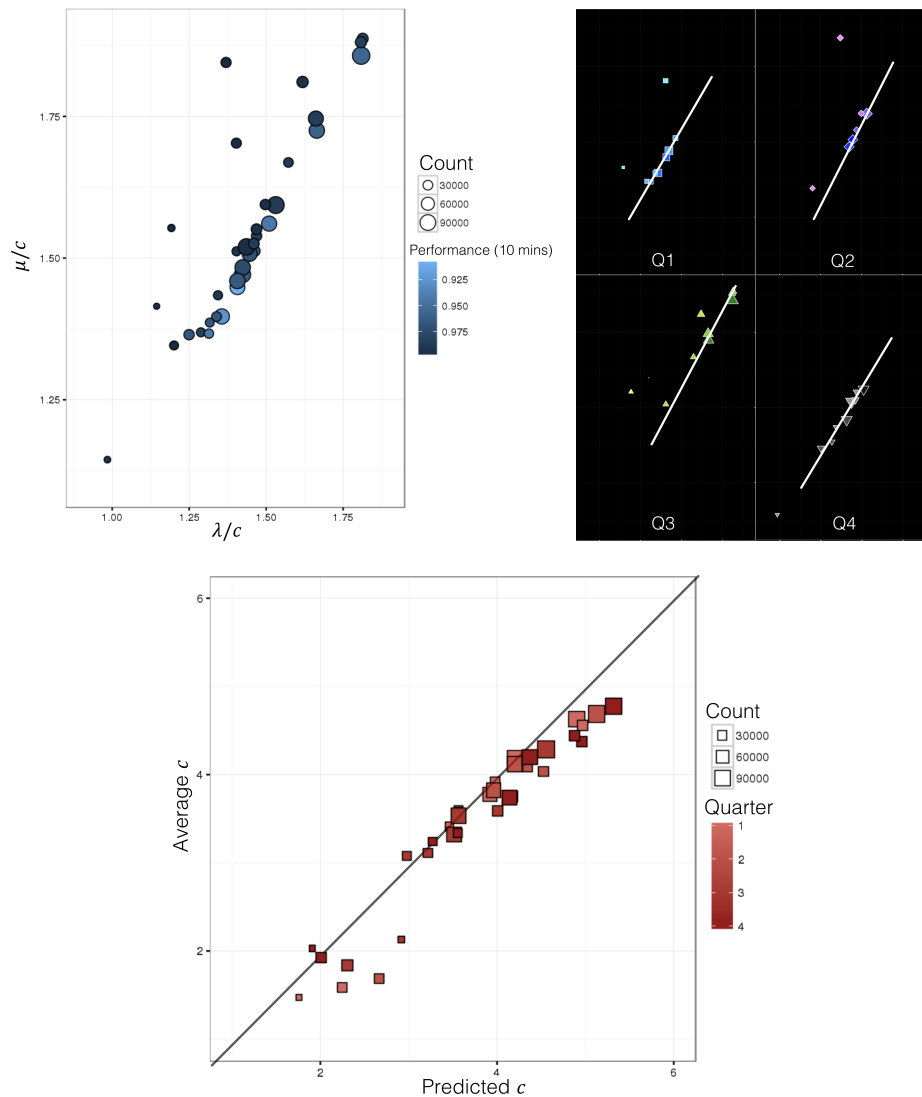 μ/c
1.75
1.50
1.25
1.00
1.25
1.50
1.75
λ/c
Count
30000
60000
90000
Performance (10 mins)
0.925
0.950
0.975
Q1
Q2
Q3
Q4
Average c
6
4
2
2
4
6
Predicted c
Count
30000
60000
90000
Quarter
1
2
3
4